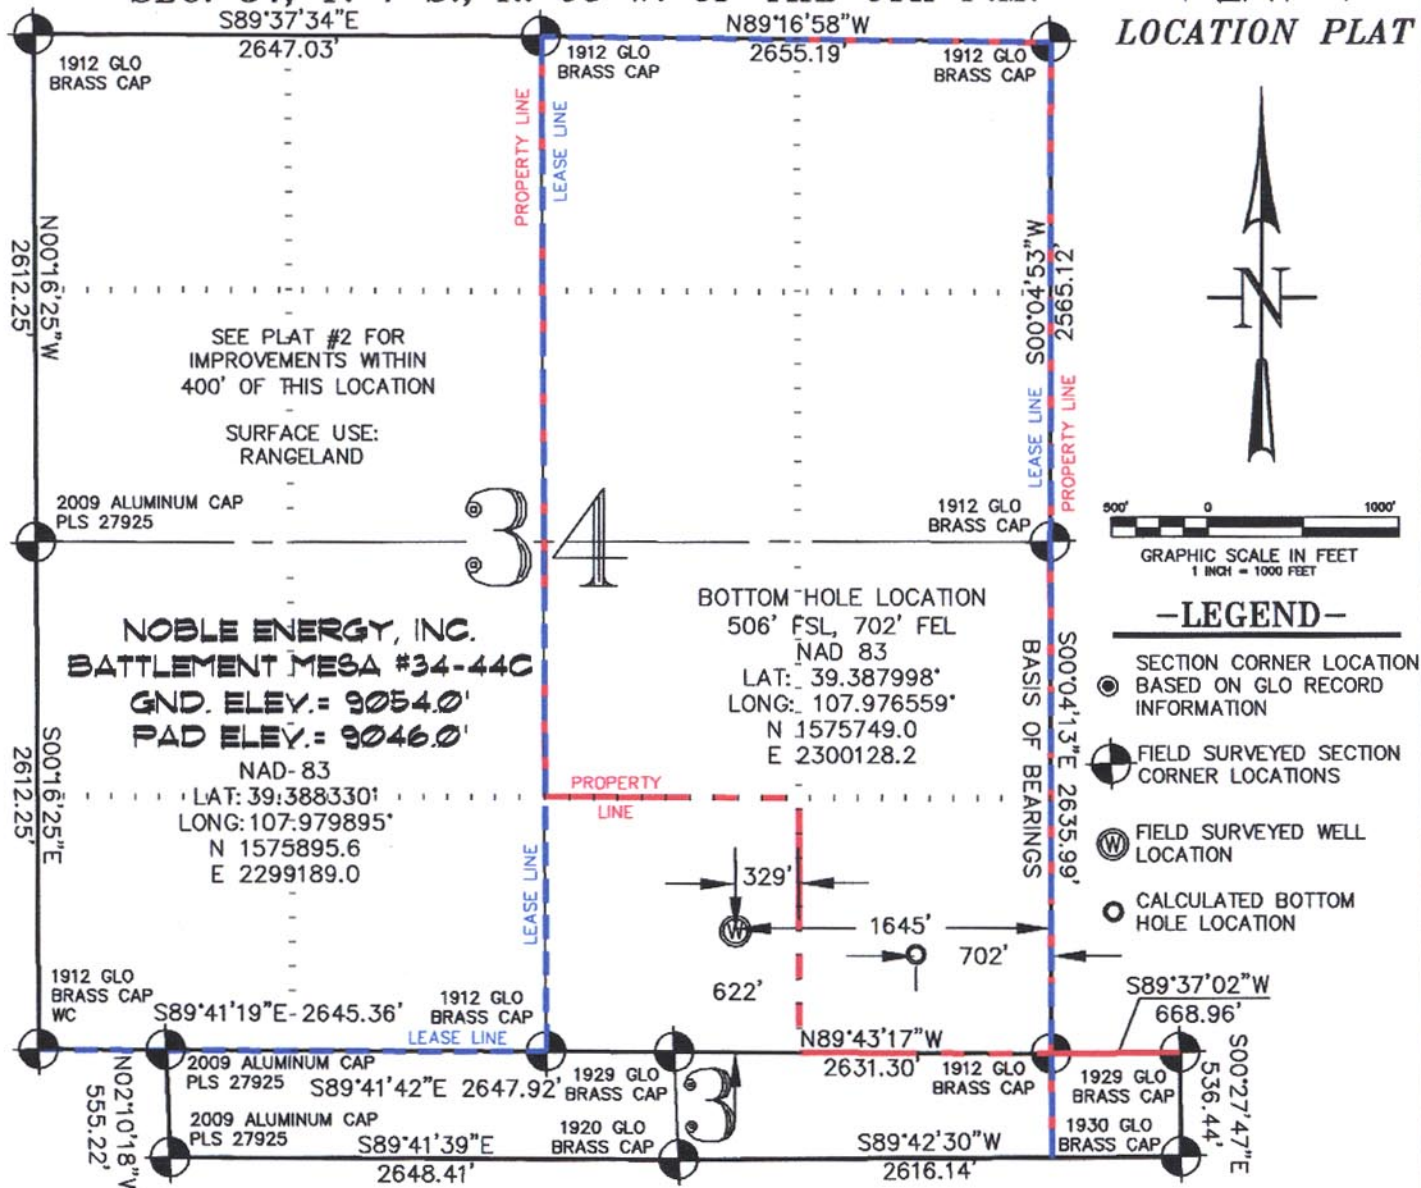 LOCATION PLAT
S89°37'34"E
2647.03'
N89°16'58"W
2655.19'
1912 GLO
BRASS CAP
1912 GLO
BRASS CAP
1912 GLO
BRASS CAP
PROPERTY LINE
LEASE LINE
N00°16'25"W
2612.25'
S00°04'53"W
2565.12'
N
SEE PLAT #2 FOR
IMPROVEMENTS WITHIN
400' OF THIS LOCATION
SURFACE USE:
RANGELAND
LEASE LINE
PROPERTY LINE
2009 ALUMINUM CAP
PLS 27925
34
1912 GLO
BRASS CAP
500' 0 1000'
GRAPHIC SCALE IN FEET
1 INCH = 1000 FEET
NOBLE ENERGY, INC.
BATTLEMENT MESA #34-44C
GND. ELEV.= 9054.0'
PAD ELEV.= 9046.0'
NAD 83
LAT: 39.388330°
LONG: 107.979895°
N 1575895.6
E 2299189.0
BOTTOM HOLE LOCATION
506' FSL, 702' FEL
NAD 83
LAT: 39.387998°
LONG: 107.976559°
N 1575749.0
E 2300128.2
-LEGEND-
SECTION CORNER LOCATION
BASED ON GLO RECORD
INFORMATION
FIELD SURVEYED SECTION
CORNER LOCATIONS
W
FIELD SURVEYED WELL
LOCATION
CALCULATED BOTTOM
HOLE LOCATION
S00°16'25"E
2612.25'
BASIS OF BEARINGS
S00°04'13"E 2635.99'
PROPERTY
LINE
LEASE LINE
329'
W
1645'
702'
622'
1912 GLO
BRASS CAP
WC
S89°41'19"E-2645.36'
1912 GLO
BRASS CAP
LEASE LINE
N89°43'17"W
2631.30'
S89°37'02"W
668.96'
2009 ALUMINUM CAP
PLS 27925
S89°41'42"E 2647.92'
1929 GLO
BRASS CAP
3
1912 GLO
BRASS CAP
1929 GLO
BRASS CAP
N02°10'18"W
555.22'
S00°27'47"E
536.44'
2009 ALUMINUM CAP
PLS 27925
S89°41'39"E
2648.41'
1920 GLO
BRASS CAP
S89°42'30"W
2616.14'
1930 GLO
BRASS CAP